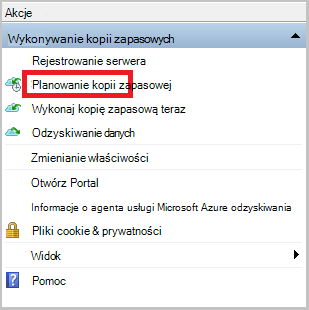 Akcje
Wykonywanie kopii zapasowych
Rejestrowanie serwera
Planowanie kopii zapasowej
Wykonaj kopię zapasową teraz
Odzyskiwanie danych
Zmienianie właściwości
Otwórz Portal
Informacje o agenta usługi Microsoft Azure odzyskiwania
Pliki cookie & prywatności
Widok
Pomoc